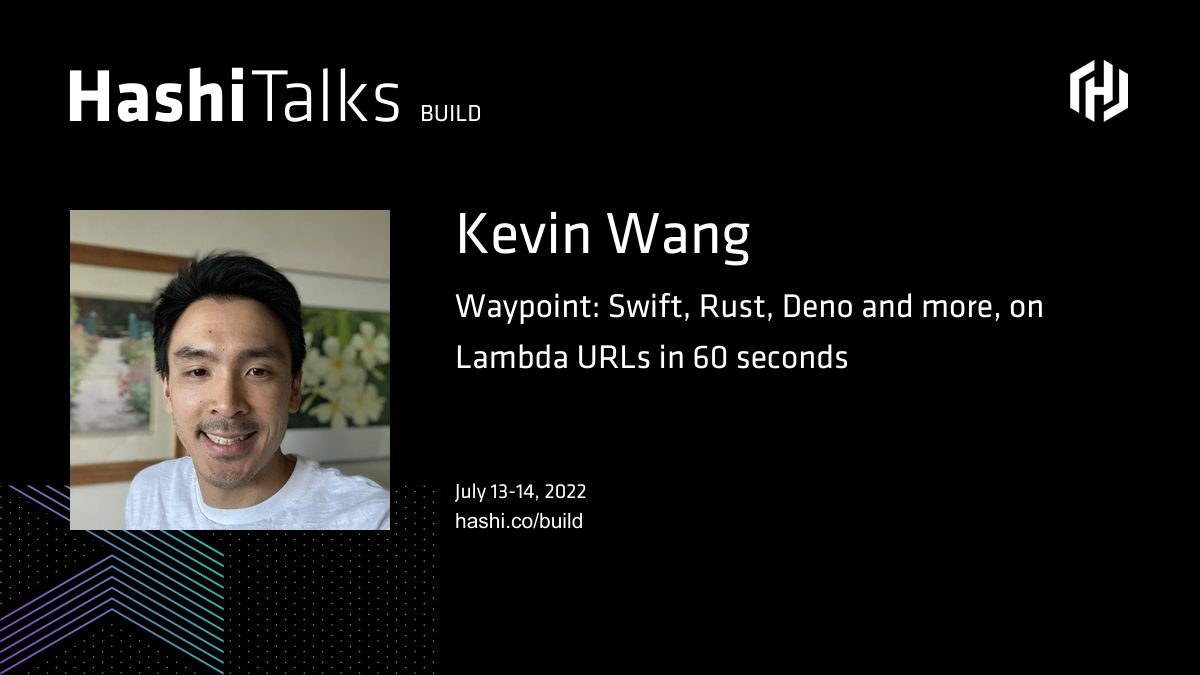 HashiTalks BUILD
Kevin Wang
Waypoint: Swift, Rust, Deno and more, on
Lambda URLs in 60 seconds
July 13-14, 2022
hashi.co/build